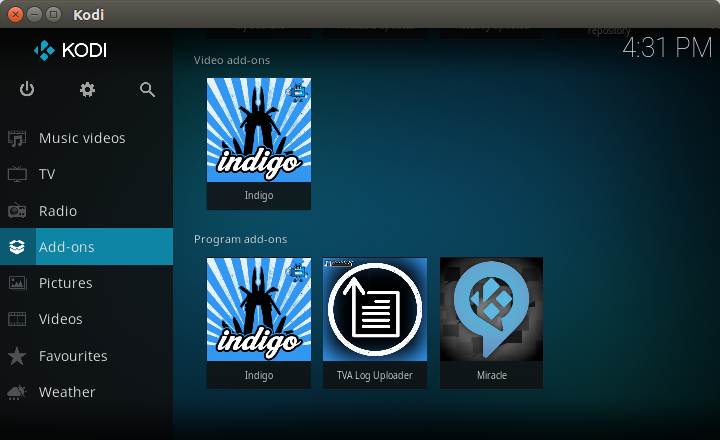 Kodi
KODI
4:31 PM
repository
Video add-ons
indigo
Indigo
Music videos
TV
Radio
Add-ons
Pictures
Videos
Favourites
Weather
Program add-ons
indigo
Indigo
TVA Log Uploader
Miracle